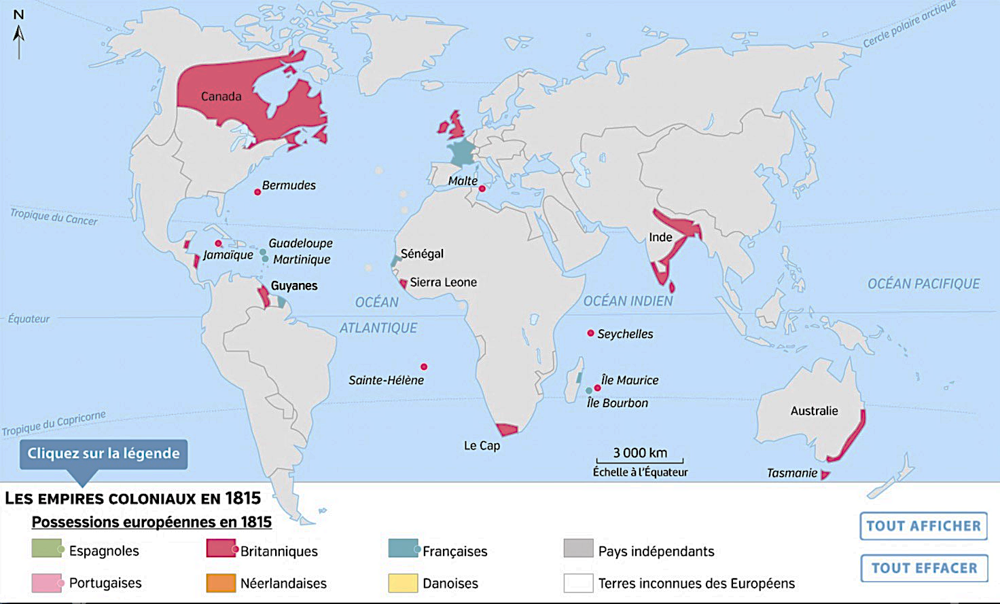 N
Cercle polaire arctique
Canada
Bermudes
Malte
Tropique du Cancer
Inde
Guadeloupe
Jamaïque
Martinique
Sénégal
Guyanes
Sierra Leone
OCÉAN
ATLANTIQUE
OCÉAN INDIEN
OCÉAN PACIFIQUE
Équateur
Seychelles
Sainte-Hélène
Île Maurice
Île Bourbon
Australie
Tropique du Capricorne
Le Cap
3 000 km
Échelle à l'Équateur
Tasmanie
Cliquez sur la légende
LES EMPIRES COLONIAUX EN 1815
Possessions européennes en 1815
Espagnoles
Britanniques
Françaises
Pays indépendants
Portugaises
Néerlandaises
Danoises
Terres inconnues des Européens
TOUT AFFICHER
TOUT EFFACER